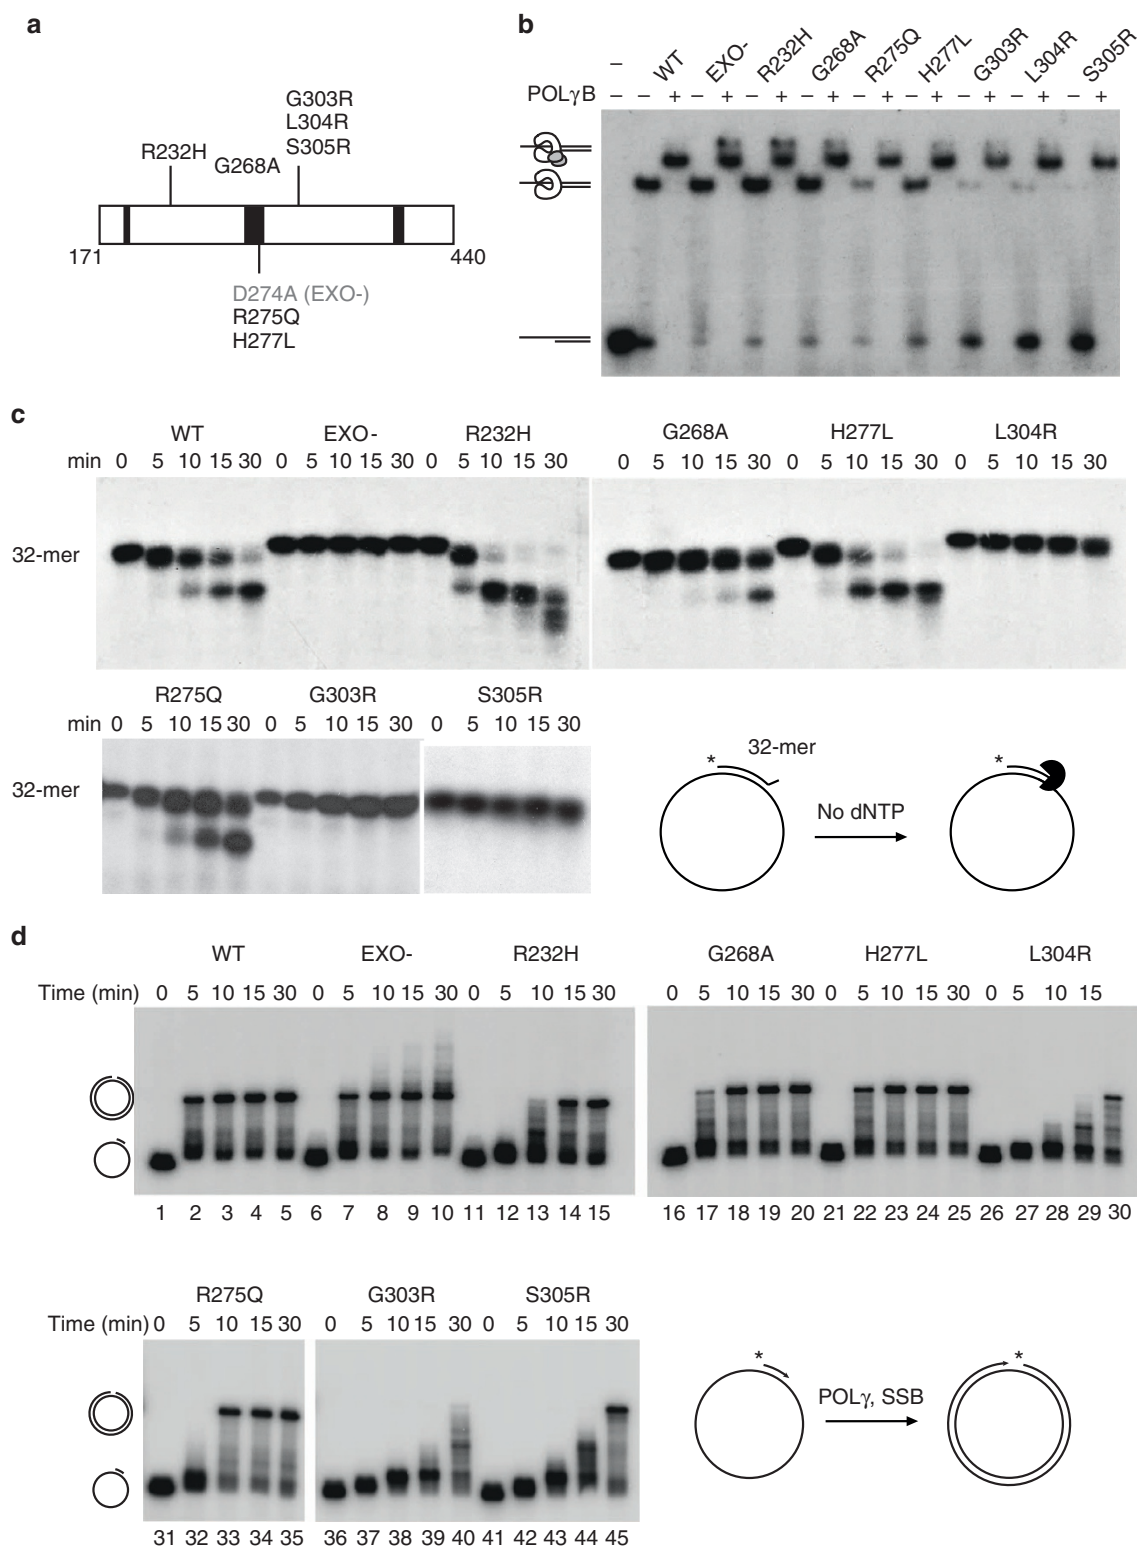 a
G303R
L304R
S305R
R232H
G268A
171
440
D274A (EXO-)
R275Q
H277L
b
– WT EXO- R232H G268A R275Q H277L G303R L304R S305R
POLγB – – + – + – + – + – + – + – + – + – +
c
WT EXO- R232H G268A H277L L304R
min 0 5 10 15 30 0 5 10 15 30 0 5 10 15 30 0 5 10 15 30 0 5 10 15 30 0 5 10 15 30
32-mer
R275Q G303R S305R
min 0 5 10 15 30 0 5 10 15 30 0 5 10 15 30
32-mer
* 32-mer
No dNTP
*
d
WT EXO- R232H G268A H277L L304R
Time (min) 0 5 10 15 30 0 5 10 15 30 0 5 10 15 30 0 5 10 15 30 0 5 10 15 30 0 5 10 15
1 2 3 4 5 6 7 8 9 10 11 12 13 14 15 16 17 18 19 20 21 22 23 24 25 26 27 28 29 30
R275Q G303R S305R
Time (min) 0 5 10 15 30 0 5 10 15 30 0 5 10 15 30
31 32 33 34 35 36 37 38 39 40 41 42 43 44 45
* POLγ, SSB *